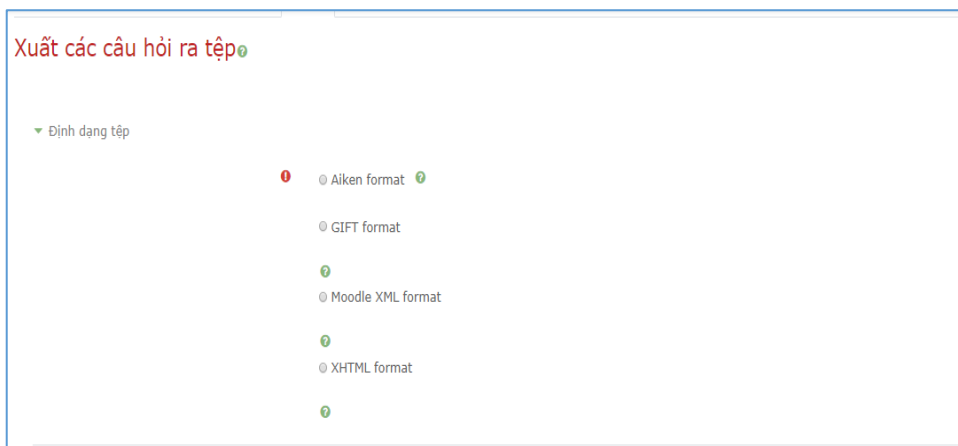 Xuất các câu hỏi ra tệp
Định dạng tệp
Aiken format
GIFT format
Moodle XML format
XHTML format